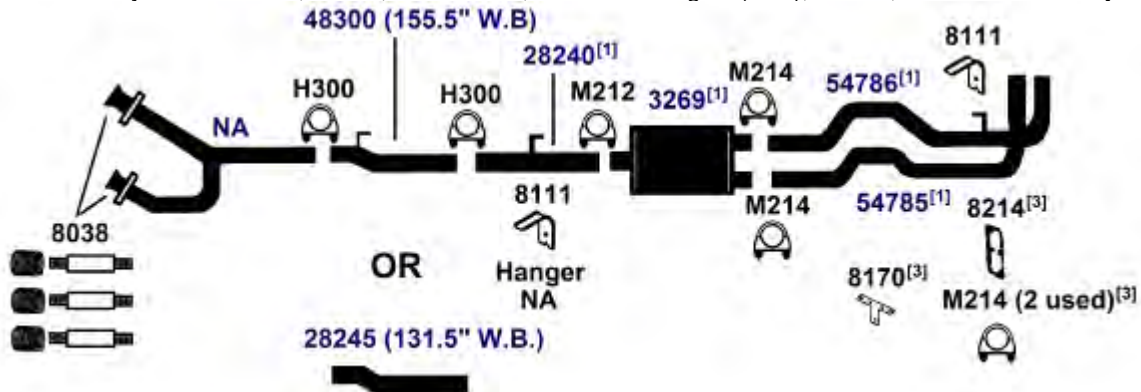 48300 (155.5" W.B)
28240[1]
8111
H300
H300
M212
3269[1]
M214
54786[1]
NA
8111
Hanger
NA
M214
54785[1]
8214[3]
8038
OR
8170[3]
M214 (2 used)[3]
28245 (131.5" W.B.)